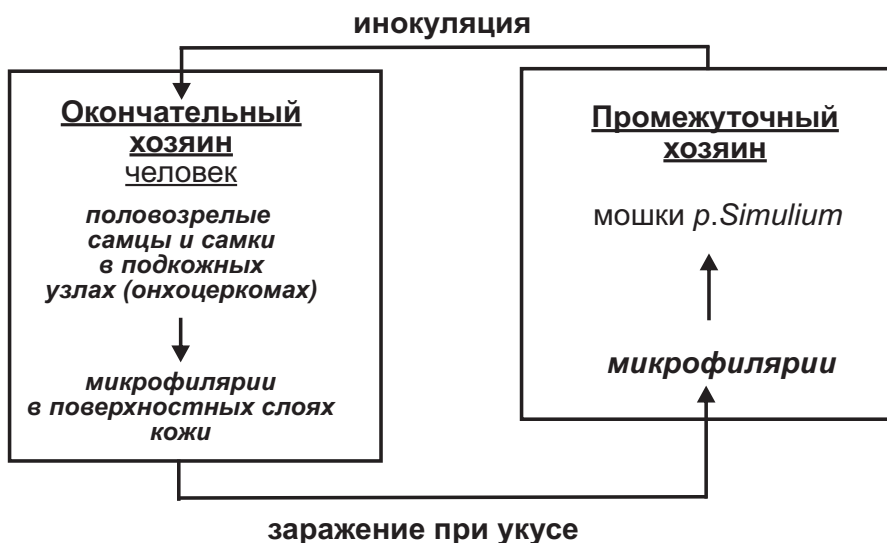 инокуляция
Окончательный
хозяин
человек
половозрелые
самцы и самки
в подкожных
узлах (онхоцеркомах)
микрофилярии
в поверхностных слоях
кожи
Промежуточный
хозяин
мошки р.Simulium
микрофилярии
заражение при укусе